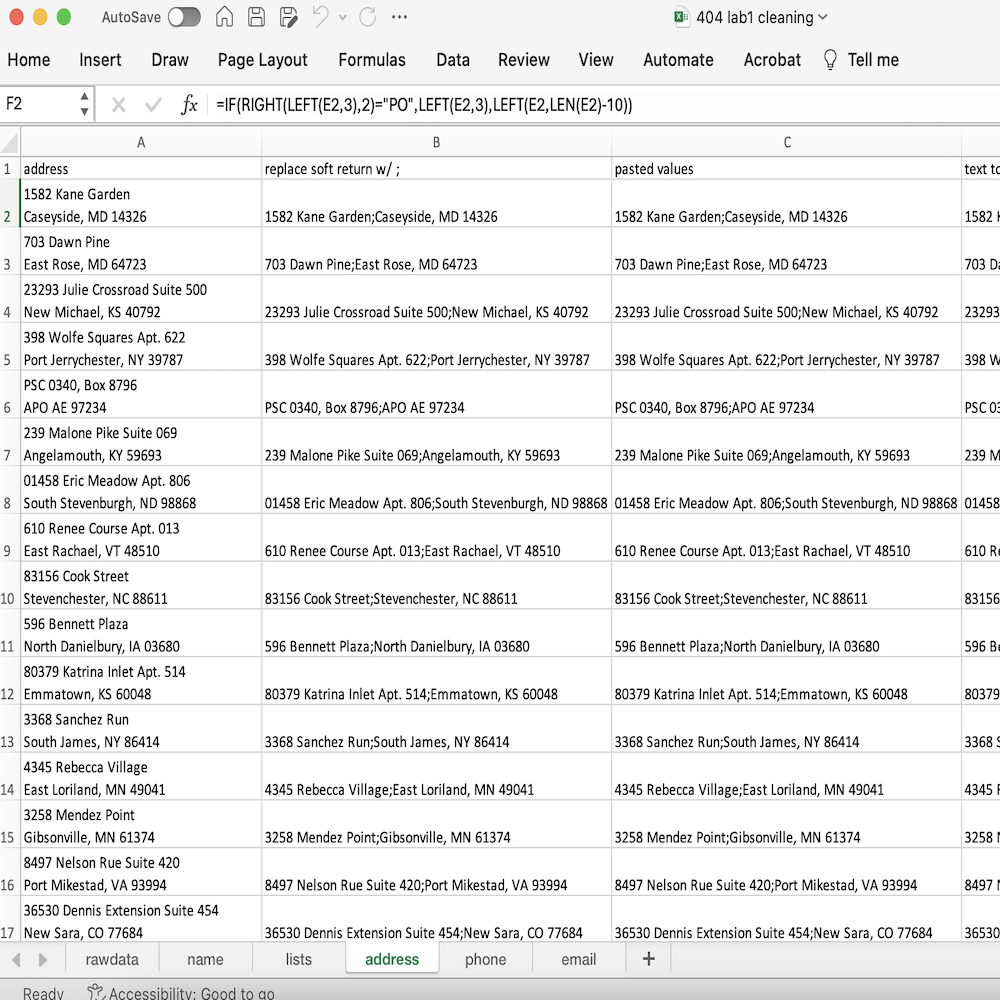 AutoSave
404 lab1 cleaning
Home Insert Draw Page Layout Formulas Data Review View Automate Acrobat Tell me
F2 fx =IF(RIGHT(LEFT(E2,3),2)="PO",LEFT(E2,3),LEFT(E2,LEN(E2)-10))
A B C
1 address replace soft return w/ ; pasted values text to
1582 Kane Garden
2 Caseyside, MD 14326 1582 Kane Garden;Caseyside, MD 14326 1582 Kane Garden;Caseyside, MD 14326 1582
703 Dawn Pine
3 East Rose, MD 64723 703 Dawn Pine;East Rose, MD 64723 703 Dawn Pine;East Rose, MD 64723 703
23293 Julie Crossroad Suite 500
4 New Michael, KS 40792 23293 Julie Crossroad Suite 500;New Michael, KS 40792 23293 Julie Crossroad Suite 500;New Michael, KS 40792 23293
398 Wolfe Squares Apt. 622
5 Port Jerrychester, NY 39787 398 Wolfe Squares Apt. 622;Port Jerrychester, NY 39787 398 Wolfe Squares Apt. 622;Port Jerrychester, NY 39787 398
PSC 0340, Box 8796
6 APO AE 97234 PSC 0340, Box 8796;APO AE 97234 PSC 0340, Box 8796;APO AE 97234 PSC
239 Malone Pike Suite 069
7 Angelamouth, KY 59693 239 Malone Pike Suite 069;Angelamouth, KY 59693 239 Malone Pike Suite 069;Angelamouth, KY 59693 239
01458 Eric Meadow Apt. 806
8 South Stevenburgh, ND 98868 01458 Eric Meadow Apt. 806;South Stevenburgh, ND 98868 01458 Eric Meadow Apt. 806;South Stevenburgh, ND 98868 01458
610 Renee Course Apt. 013
9 East Rachael, VT 48510 610 Renee Course Apt. 013;East Rachael, VT 48510 610 Renee Course Apt. 013;East Rachael, VT 48510 610
83156 Cook Street
10 Stevenchester, NC 88611 83156 Cook Street;Stevenchester, NC 88611 83156 Cook Street;Stevenchester, NC 88611 83156
596 Bennett Plaza
11 North Danielbury, IA 03680 596 Bennett Plaza;North Danielbury, IA 03680 596 Bennett Plaza;North Danielbury, IA 03680 596
80379 Katrina Inlet Apt. 514
12 Emmatown, KS 60048 80379 Katrina Inlet Apt. 514;Emmatown, KS 60048 80379 Katrina Inlet Apt. 514;Emmatown, KS 60048 80379
3368 Sanchez Run
13 South James, NY 86414 3368 Sanchez Run;South James, NY 86414 3368 Sanchez Run;South James, NY 86414 3368
4345 Rebecca Village
14 East Loriland, MN 49041 4345 Rebecca Village;East Loriland, MN 49041 4345 Rebecca Village;East Loriland, MN 49041 4345
3258 Mendez Point
15 Gibsonville, MN 61374 3258 Mendez Point;Gibsonville, MN 61374 3258 Mendez Point;Gibsonville, MN 61374 3258
8497 Nelson Rue Suite 420
16 Port Mikestad, VA 93994 8497 Nelson Rue Suite 420;Port Mikestad, VA 93994 8497 Nelson Rue Suite 420;Port Mikestad, VA 93994 8497
36530 Dennis Extension Suite 454
17 New Sara, CO 77684 36530 Dennis Extension Suite 454;New Sara, CO 77684 36530 Dennis Extension Suite 454;New Sara, CO 77684 36530
rawdata name lists address phone email +
Ready Accessibility: Good to go